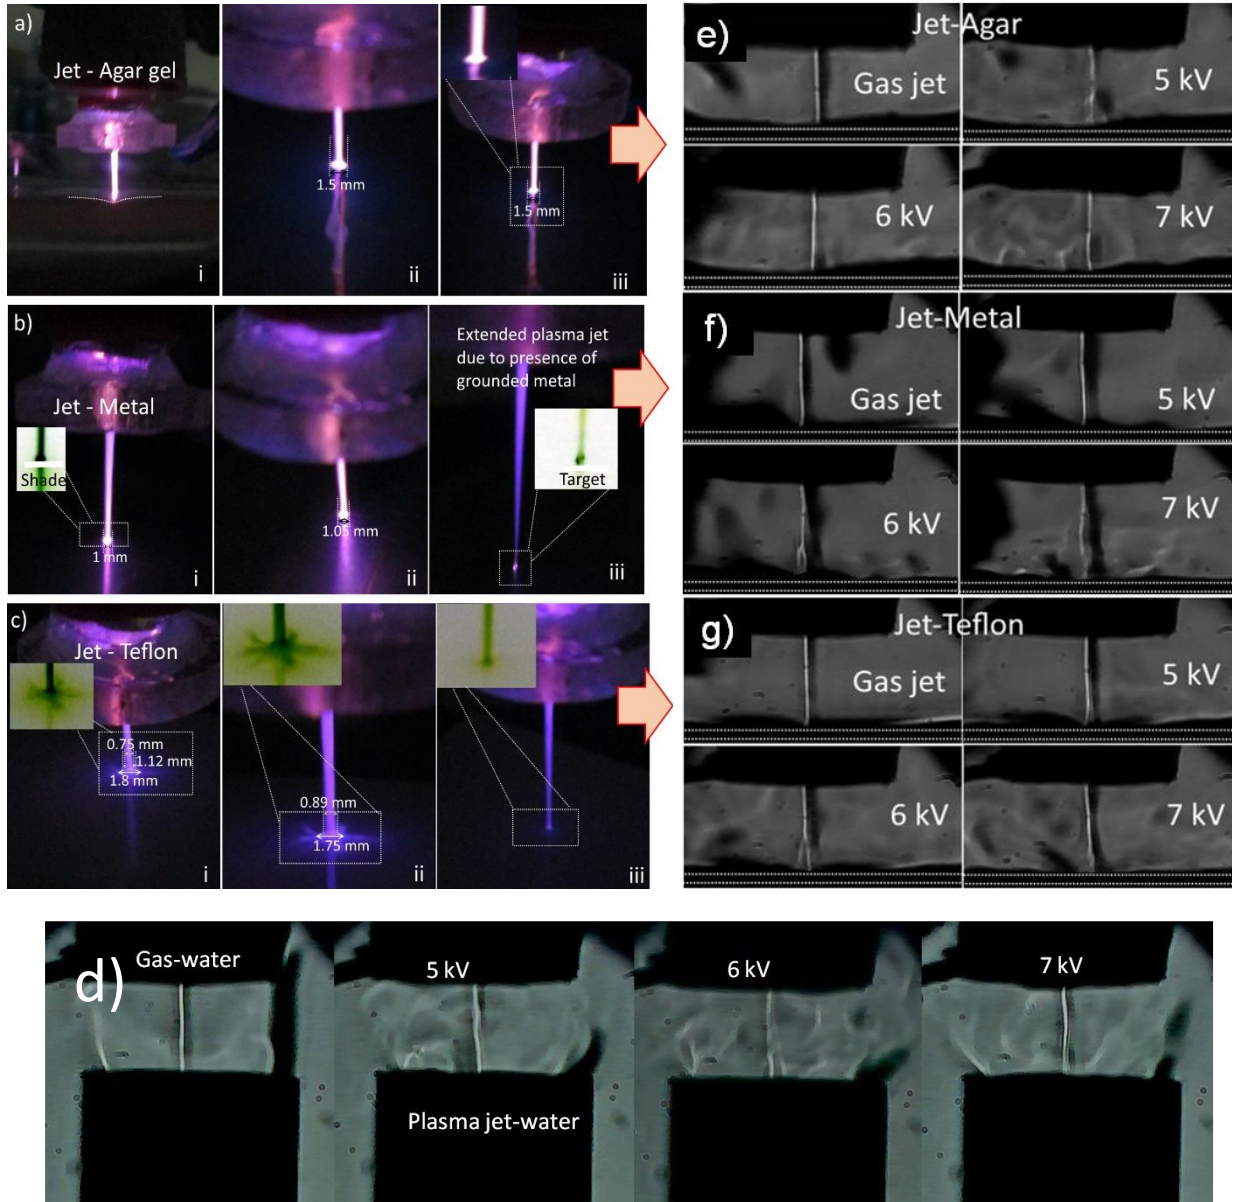 a)
Jet - Agar gel
i
1.5 mm
ii
1.5 mm
iii
b)
Jet - Metal
Shade
1 mm
i
1.05 mm
ii
Extended plasma jet
due to presence of
grounded metal
Target
iii
c)
Jet - Teflon
0.75 mm
1.12 mm
1.8 mm
i
0.89 mm
1.75 mm
ii
iii
e)
Jet-Agar
Gas jet
5 kV
6 kV
7 kV
f)
Jet-Metal
Gas jet
5 kV
6 kV
7 kV
g)
Jet-Teflon
Gas jet
5 kV
6 kV
7 kV
d)
Gas-water
5 kV
6 kV
7 kV
Plasma jet-water